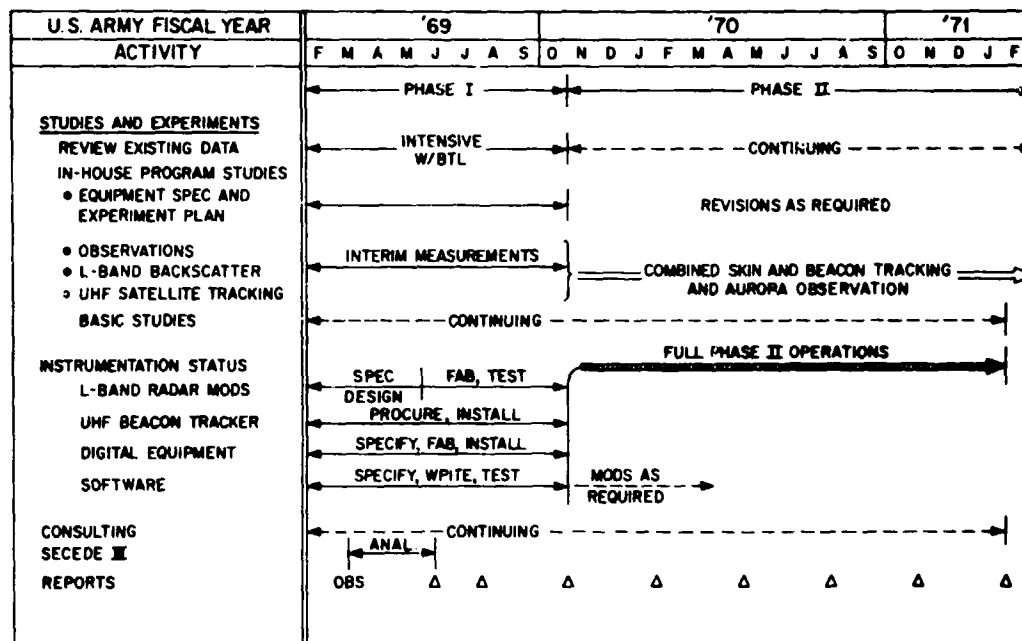 U.S. ARMY FISCAL YEAR '69 '70 '71
ACTIVITY F M A M J J A S O N D J F M A M J J A S O N D J F
PHASE I PHASE II
STUDIES AND EXPERIMENTS
REVIEW EXISTING DATA INTENSIVE W/BTL CONTINUING
IN-HOUSE PROGRAM STUDIES
• EQUIPMENT SPEC AND
EXPERIMENT PLAN REVISIONS AS REQUIRED
• OBSERVATIONS INTERIM MEASUREMENTS
• L-BAND BACKSCATTER COMBINED SKIN AND BEACON TRACKING
• UHF SATELLITE TRACKING AND AURORA OBSERVATION
BASIC STUDIES CONTINUING
FULL PHASE II OPERATIONS
INSTRUMENTATION STATUS
L-BAND RADAR MODS SPEC DESIGN FAB, TEST
UHF BEACON TRACKER PROCURE, INSTALL
DIGITAL EQUIPMENT SPECIFY, FAB, INSTALL
SOFTWARE SPECIFY, WPITE, TEST MODS AS REQUIRED
CONSULTING CONTINUING
SECEDE III ANAL
REPORTS OBS Δ Δ Δ Δ Δ Δ Δ Δ